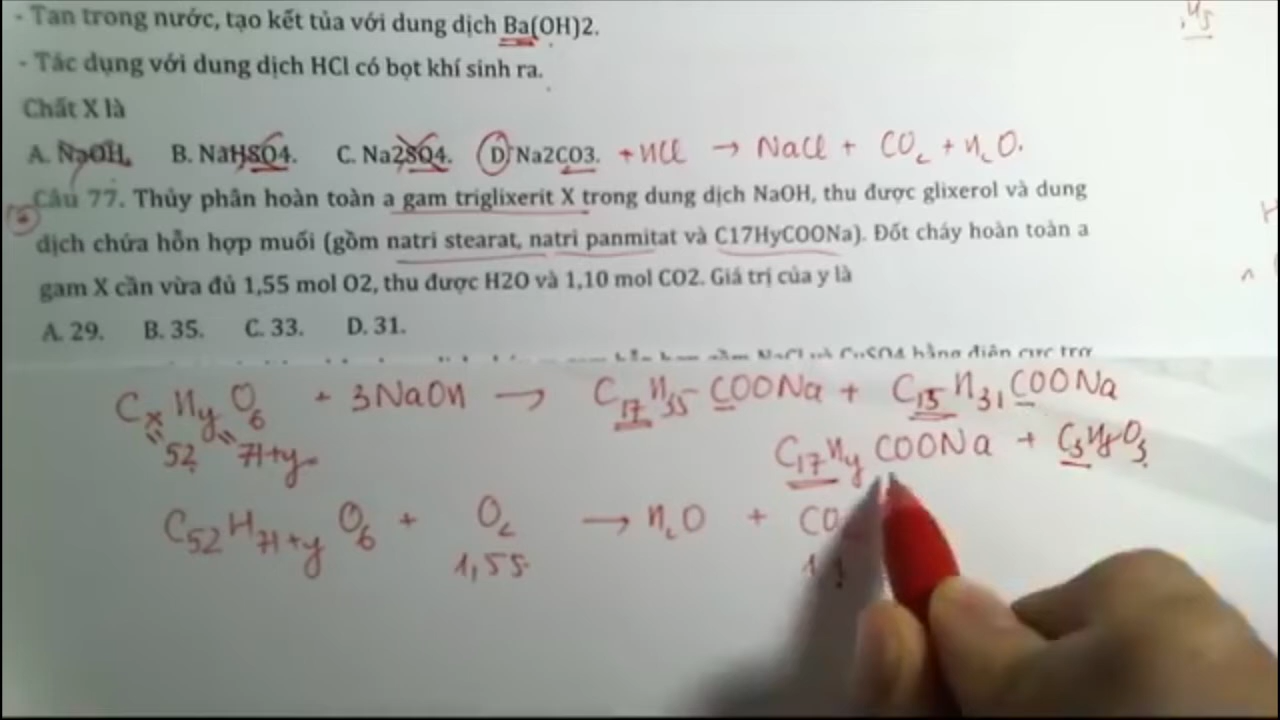 - Tan trong nước, tạo kết tủa với dung dịch Ba(OH)2.
- Tác dụng với dung dịch HCl có bọt khí sinh ra.
Chất X là
A. NaOH. B. NaHSO4. C. Na2SO4. D. Na2CO3. + HCl → NaCl + CO2 + H2O.
Câu 77. Thủy phân hoàn toàn a gam triglixerit X trong dung dịch NaOH, thu được glixerol và dung
dịch chứa hỗn hợp muối (gồm natri stearat, natri panmitat và C17HyCOONa). Đốt cháy hoàn toàn a
gam X cần vừa đủ 1,55 mol O2, thu được H2O và 1,10 mol CO2. Giá trị của y là
A. 29. B. 35. C. 33. D. 31.
CxHyO6 + 3NaOH → C17H35-COONa + C15H31COONa
52 71+y C17HyCOONa + C3H8O3.
C52H71+yO6 + O2 → H2O + CO
1,55